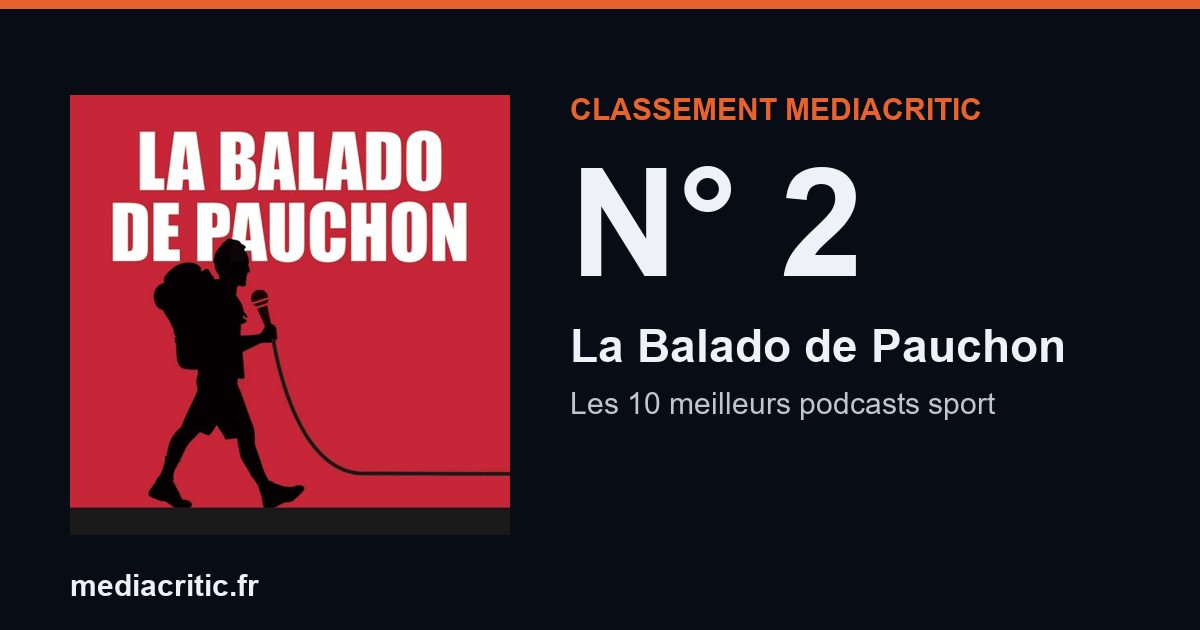 LA BALADO
DE PAUCHON
CLASSEMENT MEDIACRITIC
N° 2
La Balado de Pauchon
Les 10 meilleurs podcasts sport
mediacritic.fr